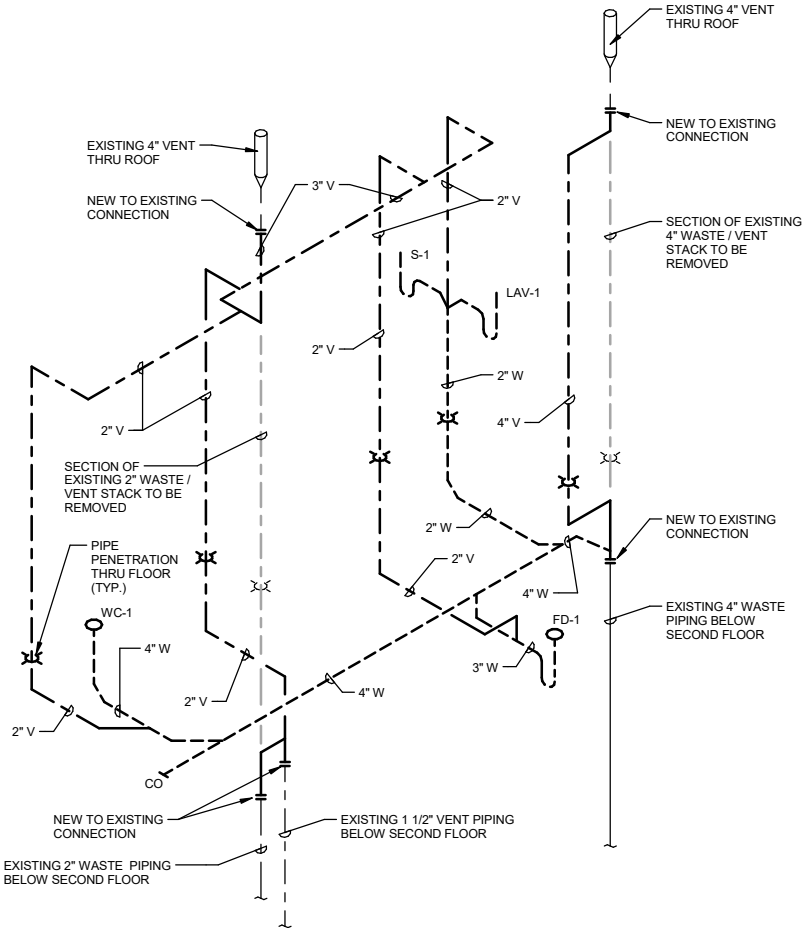 EXISTING 4" VENT
THRU ROOF
NEW TO EXISTING
CONNECTION
EXISTING 4" VENT
THRU ROOF
3" V
2" V
NEW TO EXISTING
CONNECTION
SECTION OF EXISTING
4" WASTE / VENT
STACK TO BE
REMOVED
S-1
LAV-1
2" V
2" W
2" V
4" V
SECTION OF
EXISTING 2" WASTE /
VENT STACK TO BE
REMOVED
2" W
NEW TO EXISTING
CONNECTION
PIPE
PENETRATION
THRU FLOOR
(TYP.)
2" V
4" W
WC-1
FD-1
EXISTING 4" WASTE
PIPING BELOW
SECOND FLOOR
4" W
3" W
2" V
4" W
2" V
CO
NEW TO EXISTING
CONNECTION
EXISTING 1 1/2" VENT PIPING
BELOW SECOND FLOOR
EXISTING 2" WASTE PIPING
BELOW SECOND FLOOR